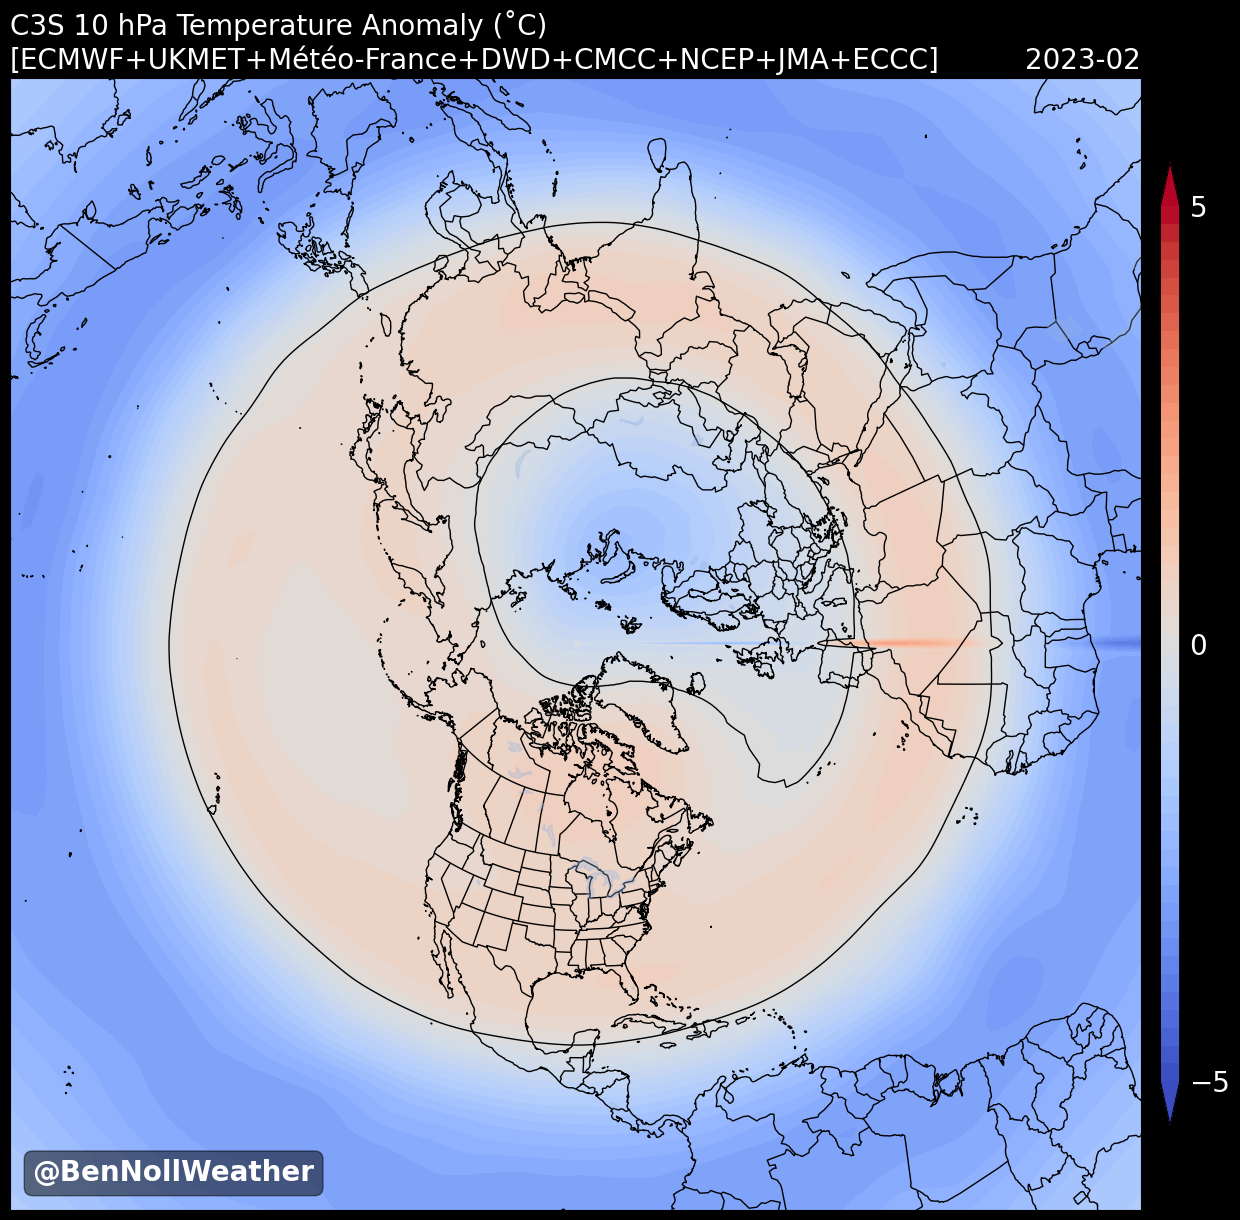 C3S 10 hPa Temperature Anomaly (˚C)
[ECMWF+UKMET+Météo-France+DWD+CMCC+NCEP+JMA+ECCC] 2023-02
5
0
−5
@BenNollWeather